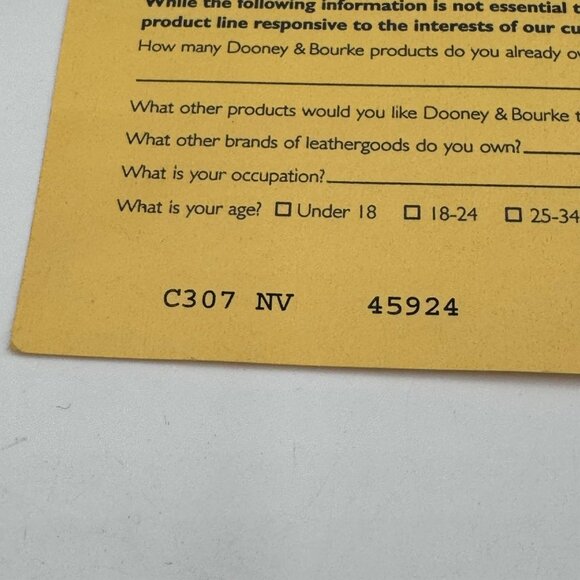 While the following information is not essential
product line responsive to the interests of our
How many Dooney & Bourke products do you already
What other products would you like Dooney & Bourke
What other brands of leathergoods do you own?
What is your occupation?
What is your age? Under 18 18-24 25-34
C307 NV 45924